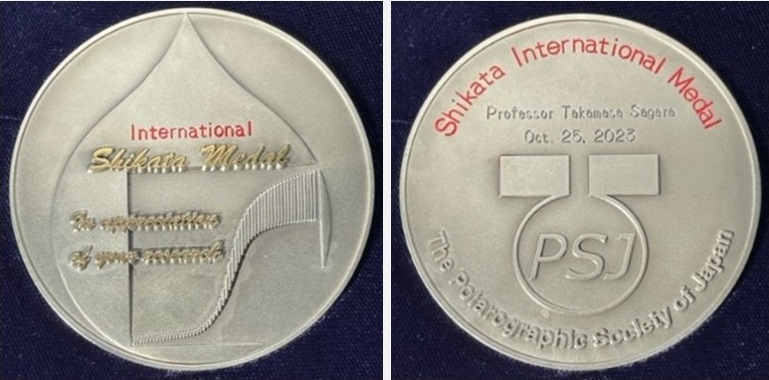 International
Shikata Medal
In appreciation
of your research
Shikata International Medal
Professor Takamasa Sagara
Oct. 25, 2023
PSJ
The Polarographic Society of Japan